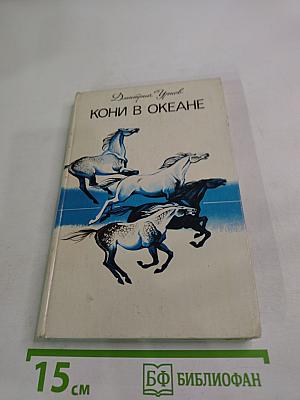 Дмитрий Урнов
КОНИ В ОКЕАНЕ
15 см
БФ БИБЛИОФАН